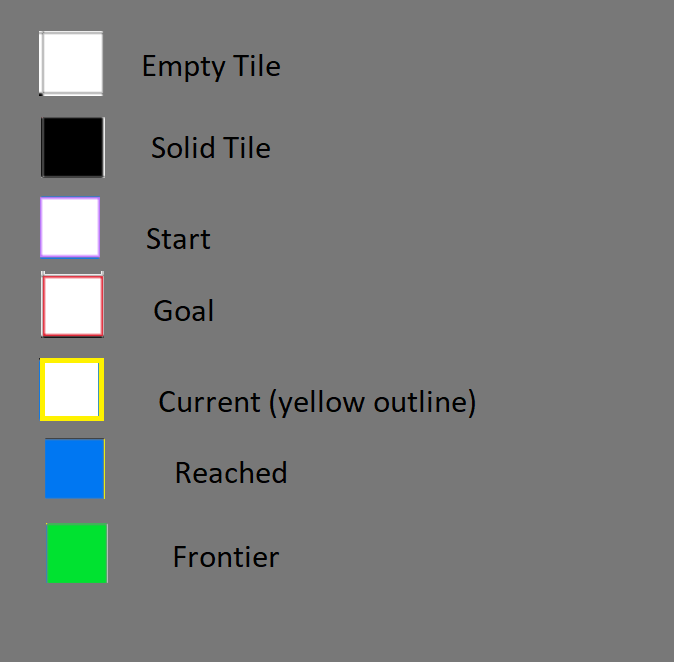 Empty Tile
Solid Tile
Start
Goal
Current (yellow outline)
Reached
Frontier